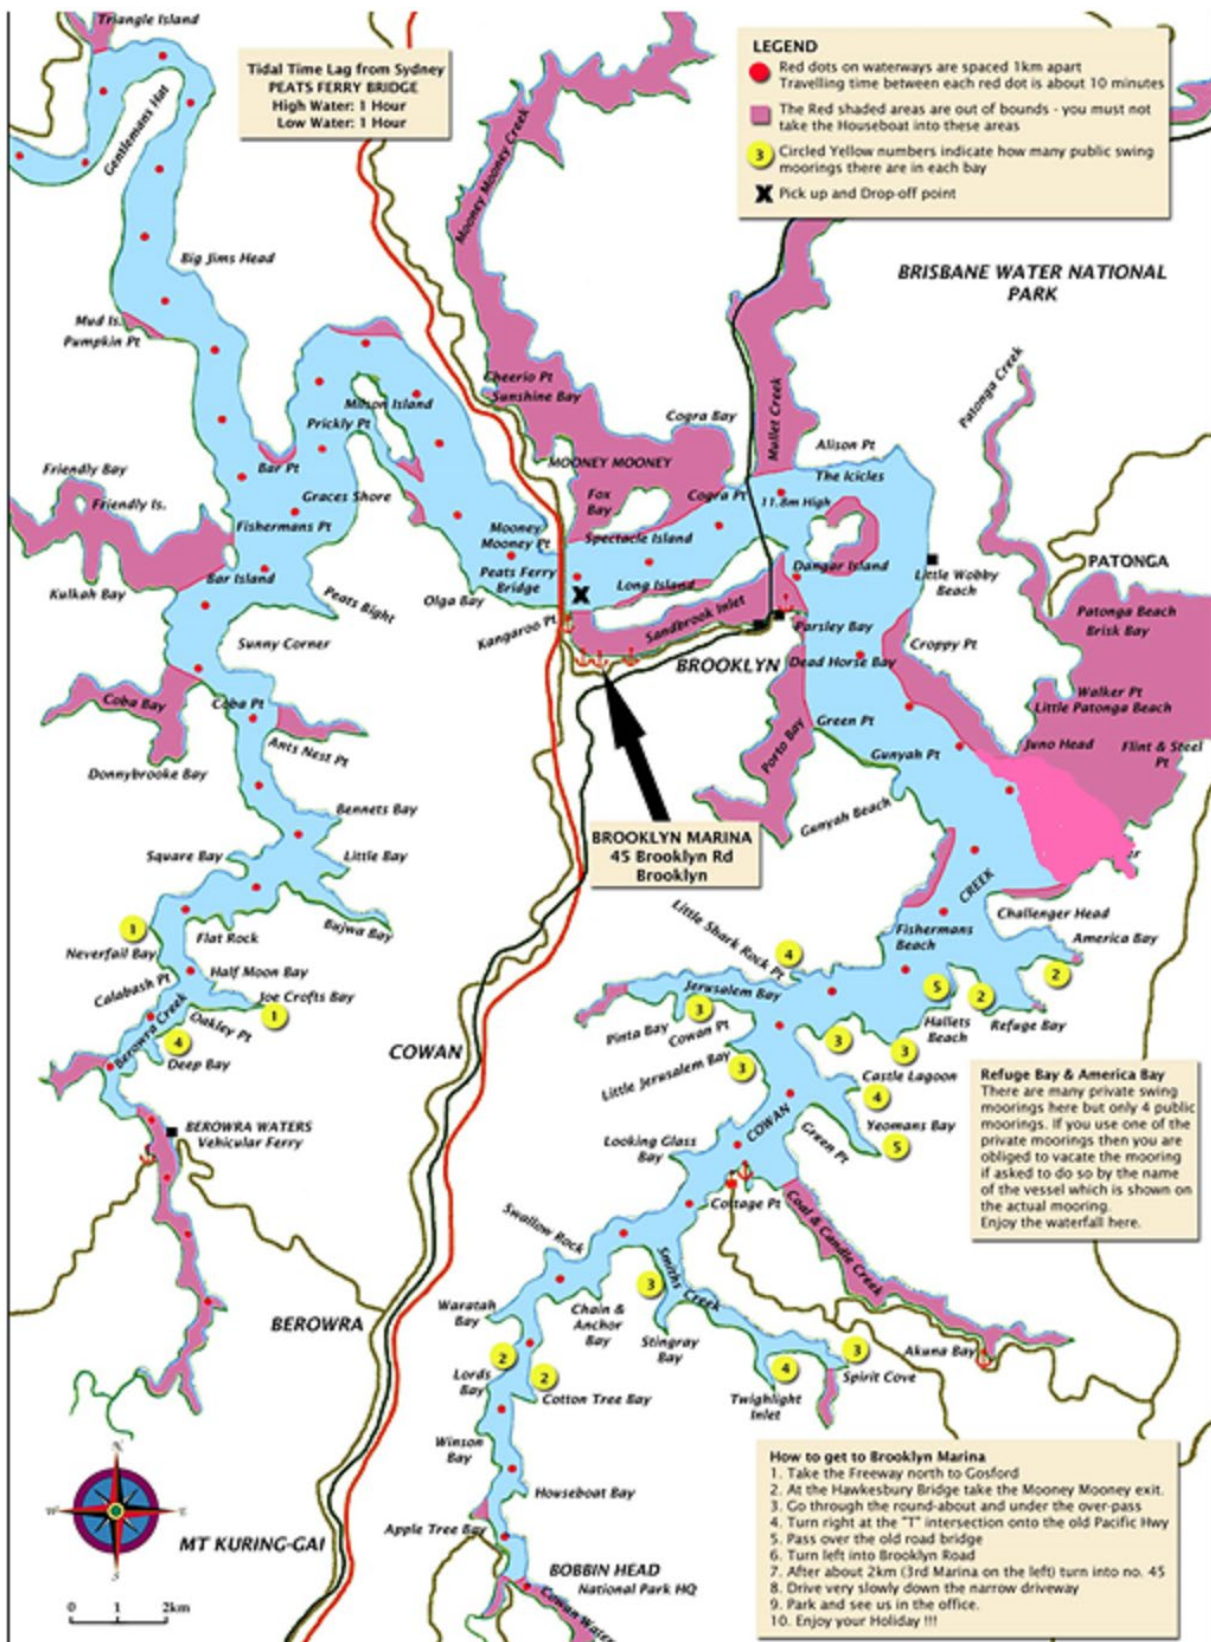 Triangle Island
Tidal Time Lag from Sydney
PEATS FERRY BRIDGE
High Water: 1 Hour
Low Water: 1 Hour
LEGEND
Red dots on waterways are spaced 1km apart
Travelling time between each red dot is about 10 minutes
The Red shaded areas are out of bounds - you must not
take the Houseboat into these areas
3
Circled Yellow numbers indicate how many public swing
moorings there are in each bay
X Pick up and Drop-off point
Gentlemans Hat
Mooney Mooney Creek
Big Jims Head
BRISBANE WATER NATIONAL
PARK
Mud Is.
Pumpkin Pt
Cheerio Pt
Sunshine Bay
Milson Island
Prickly Pt
Cogra Bay
Mullet Creek
Patonga Creek
Alison Pt
Bar Pt
MOONEY MOONEY
The Icicles
Friendly Bay
Friendly Is.
Graces Shore
Fox
Bay
Cogra Pt
11.8m High
Fishermans Pt
Mooney
Mooney Pt
Spectacle Island
Bar Island
Peats Ferry
Bridge
Long Island
Dangar Island
Little Wobby
Beach
PATONGA
Kulkah Bay
Peats Bight
Olga Bay
X
Kangaroo Pt
Sandbrook Inlet
Parsley Bay
Patonga Beach
Brisk Bay
Sunny Corner
BROOKLYN
Dead Horse Bay
Croppy Pt
Coba Bay
Coba Pt
Walker Pt
Little Patonga Beach
Green Pt
Ants Nest Pt
Porto Bay
Gunyah Pt
Juno Head
Flint & Steel
Pt
Donnybrooke Bay
Bennets Bay
Gunyah Beach
BROOKLYN MARINA
45 Brooklyn Rd
Brooklyn
Square Bay
Little Bay
CREEK
Bujwa Bay
Little Shark Rock Pt
Challenger Head
1
Flat Rock
Neverfail Bay
Fishermans
Beach
America Bay
4
Half Moon Bay
Calabash Pt
Jerusalem Bay
5
2
2
Joe Crofts Bay
1
Berowra Creek
Oakley Pt
Pinta Bay
3
Cowan Pt
Hallets
Beach
Refuge Bay
4
Deep Bay
COWAN
3
3
Little Jerusalem Bay
3
Castle Lagoon
4
Refuge Bay & America Bay
There are many private swing
moorings here but only 4 public
moorings. If you use one of the
private moorings then you are
obliged to vacate the mooring
if asked to do so by the name
of the vessel which is shown on
the actual mooring.
Enjoy the waterfall here.
BEROWRA WATERS
Vehicular Ferry
COWAN
Yeomans Bay
5
Looking Glass
Bay
Green Pt
Cottage Pt
Coal & Candle Creek
Swallow Rock
Smiths Creek
3
Waratah
Bay
Chain &
Anchor
Bay
BEROWRA
Stingray
Bay
Akuna Bay
2
Lords
Bay
2
Cotton Tree Bay
4
3
Spirit Cove
Twighlight
Inlet
Winson
Bay
Houseboat Bay
Apple Tree Bay
N
W
E
S
MT KURING-GAI
0 1 2km
BOBBIN HEAD
National Park HQ
Cowan Water
How to get to Brooklyn Marina
1. Take the Freeway north to Gosford
2. At the Hawkesbury Bridge take the Mooney Mooney exit.
3. Go through the round-about and under the over-pass
4. Turn right at the "T" intersection onto the old Pacific Hwy
5. Pass over the old road bridge
6. Turn left into Brooklyn Road
7. After about 2km (3rd Marina on the left) turn into no. 45
8. Drive very slowly down the narrow driveway
9. Park and see us in the office.
10. Enjoy your Holiday !!!